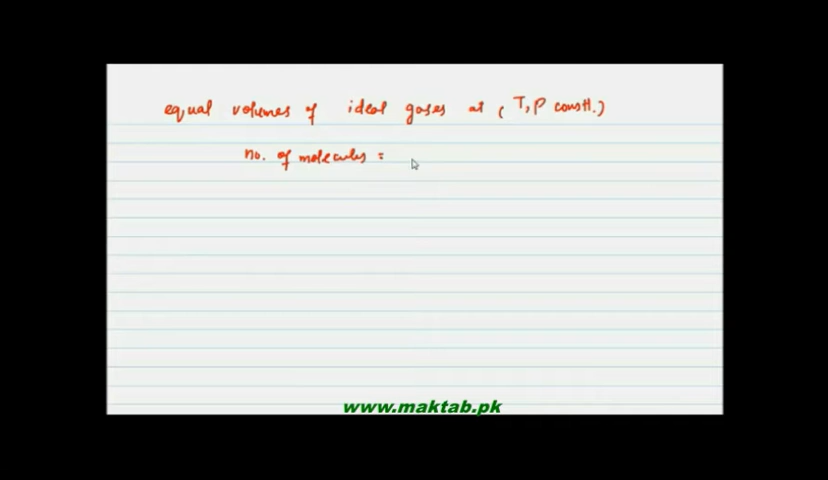 equal volumes of ideal gases at (T,P constt.)
no. of molecules =
www.maktab.pk